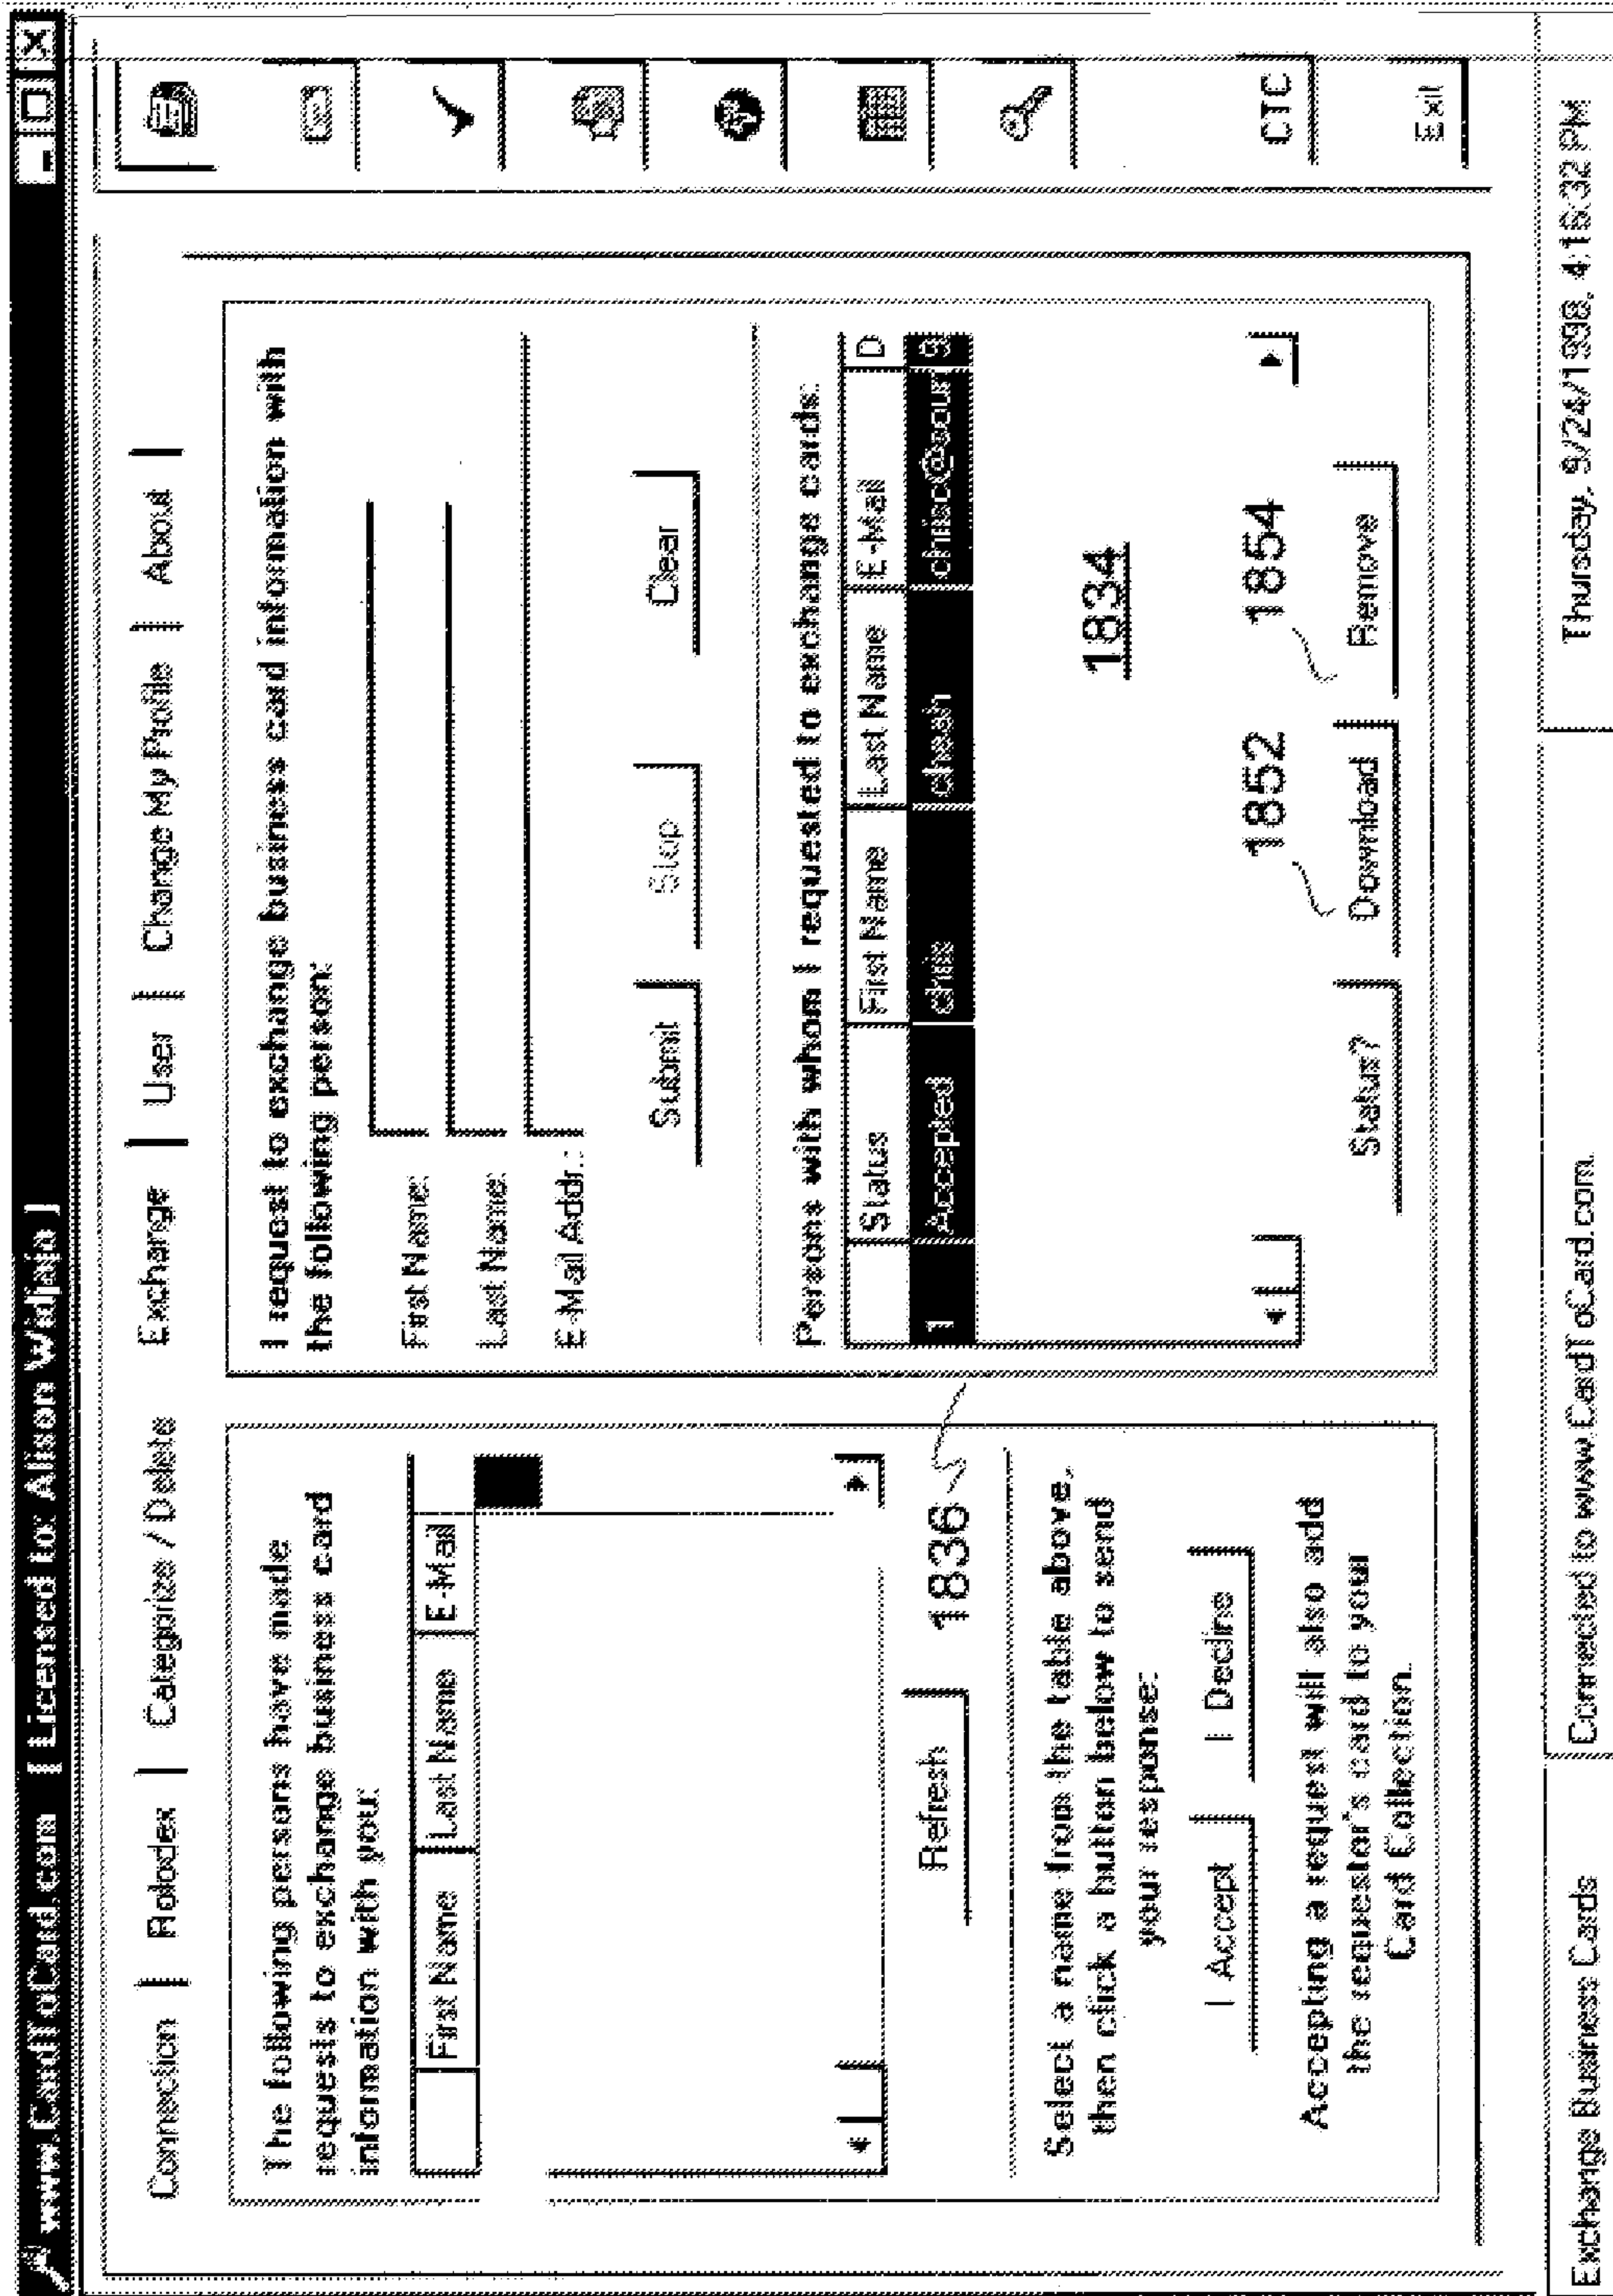 www.CardToCard.com [ Licensed to: Alison Widjaja ]
Connection | Rolodex | Categorize / Delete Exchange | User | Change My Profile | About |
The following persons have made
requests to exchange business card
information with you:
First Name Last Name E-Mail
Refresh
1836
Select a name from the table above,
then click a button below to send
your response:
Accept Decline
Accepting a request will also add
the requester's card to your
Card Collection.
I request to exchange business card information with
the following person:
First Name:
Last Name:
E-Mail Addr.:
Submit Stop Clear
Persons with whom I requested to exchange cards:
Status First Name Last Name E-Mail D
1 Accepted chris cheah chrisc@sour 9
1834
1852 1854
Status? Download Remove
CTC
Exit
Exchange Business Cards Connected to www.CardToCard.com. Thursday, 9/24/1998, 4:16:32 PM